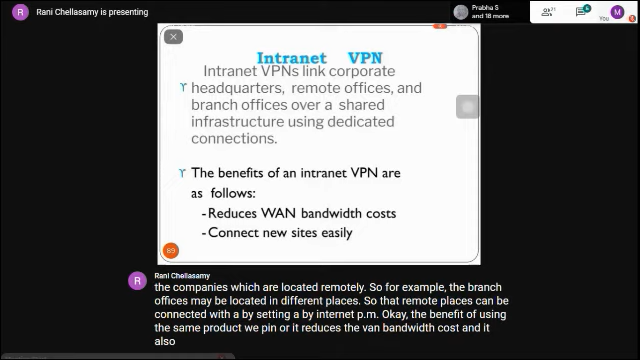 R Rani Chellasamy is presenting
Prabha S
and 18 more
71
6
M
You
Intranet VPN
Intranet VPNs link corporate
headquarters, remote offices, and
branch offices over a shared
infrastructure using dedicated
connections.
The benefits of an intranet VPN are
as follows:
- Reduces WAN bandwidth costs
- Connect new sites easily
89
R Rani Chellasamy
the companies which are located remotely. So for example, the branch
offices may be located in different places. So that remote places can be
connected with a by setting a by internet p.m. Okay, the benefit of using
the same product we pin or it reduces the van bandwidth cost and it
also